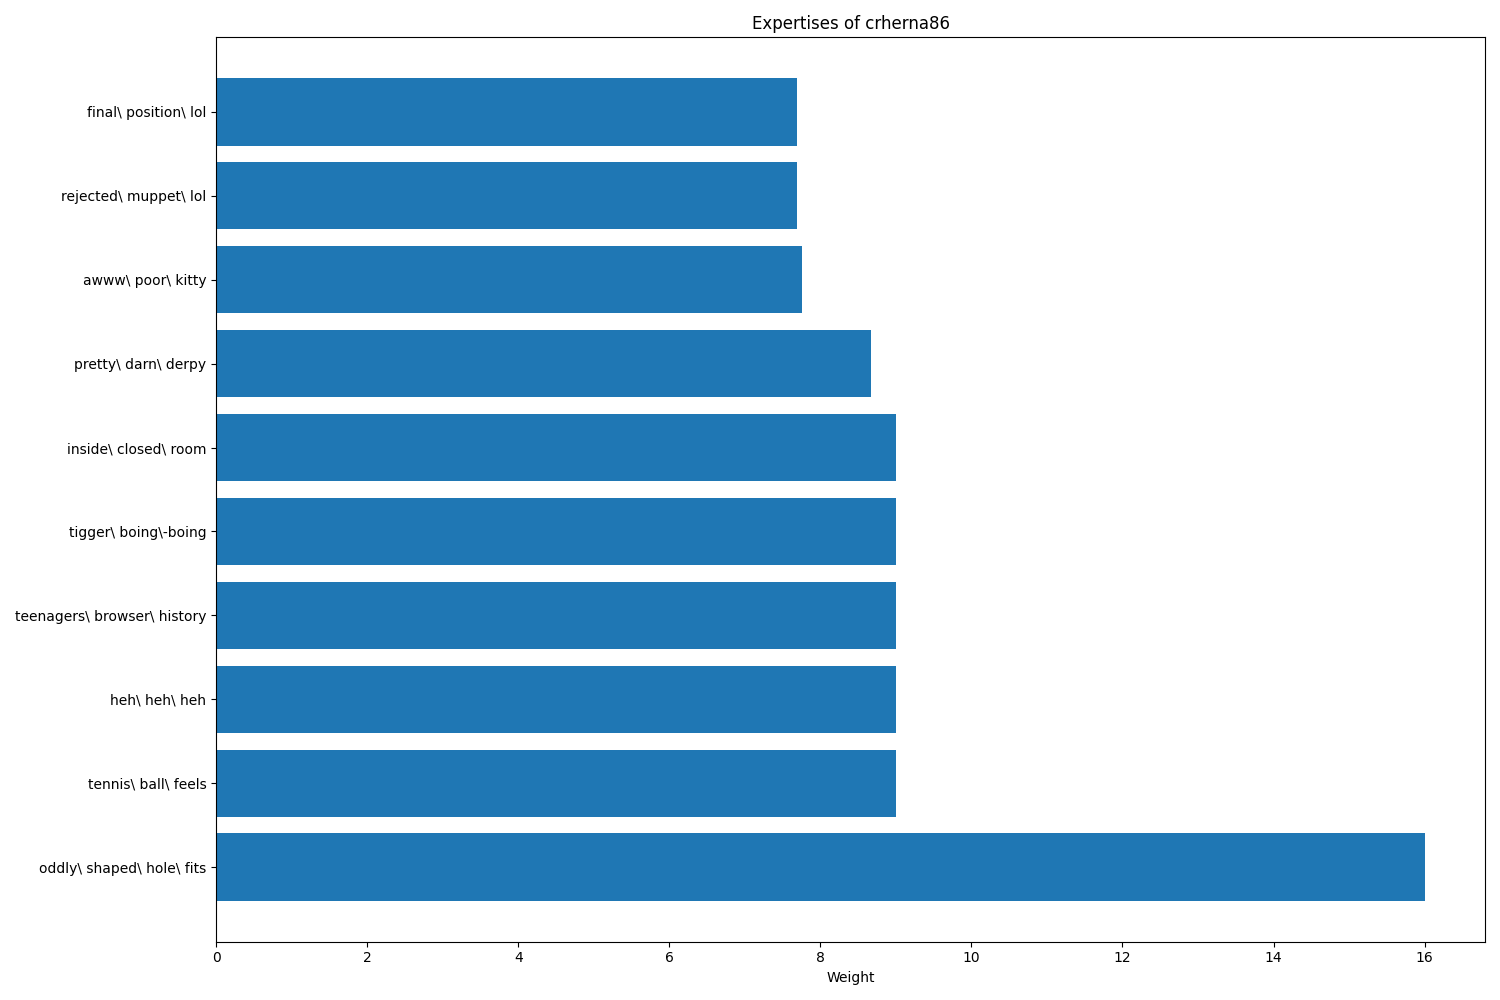 Expertises of crherna86
final\ position\ lol
rejected\ muppet\ lol
awww\ poor\ kitty
pretty\ darn\ derpy
inside\ closed\ room
tigger\ boing\-boing
teenagers\ browser\ history
heh\ heh\ heh
tennis\ ball\ feels
oddly\ shaped\ hole\ fits
0 2 4 6 8 10 12 14 16
Weight